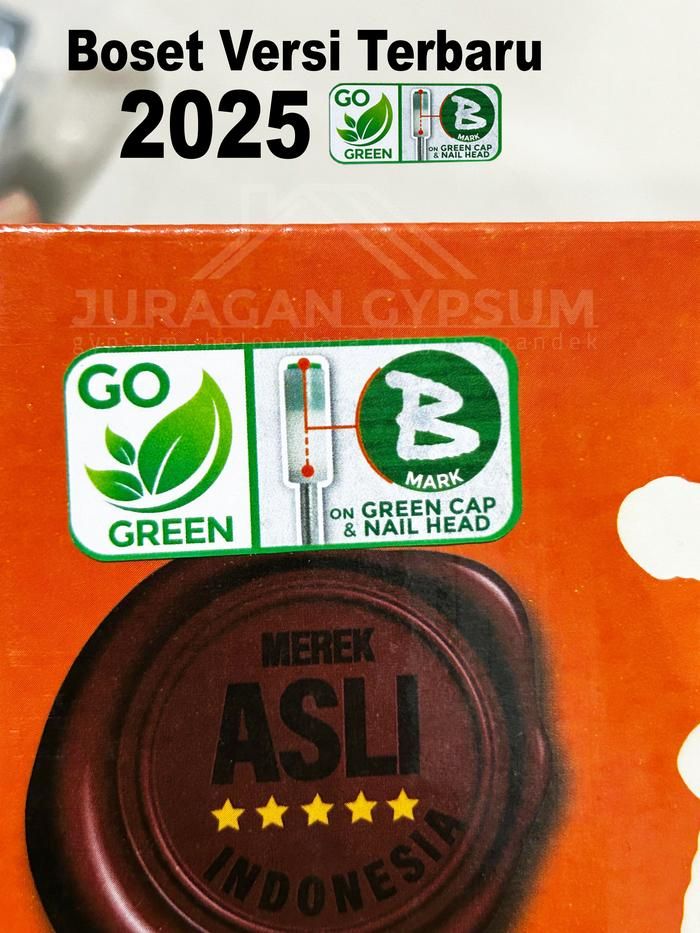 Boset Versi Terbaru
2025
GO
GREEN
B
MARK
ON GREEN CAP
& NAIL HEAD
JURAGAN GYPSUM
GO
GREEN
B
MARK
ON GREEN CAP
& NAIL HEAD
MEREK
ASLI
INDONESIA